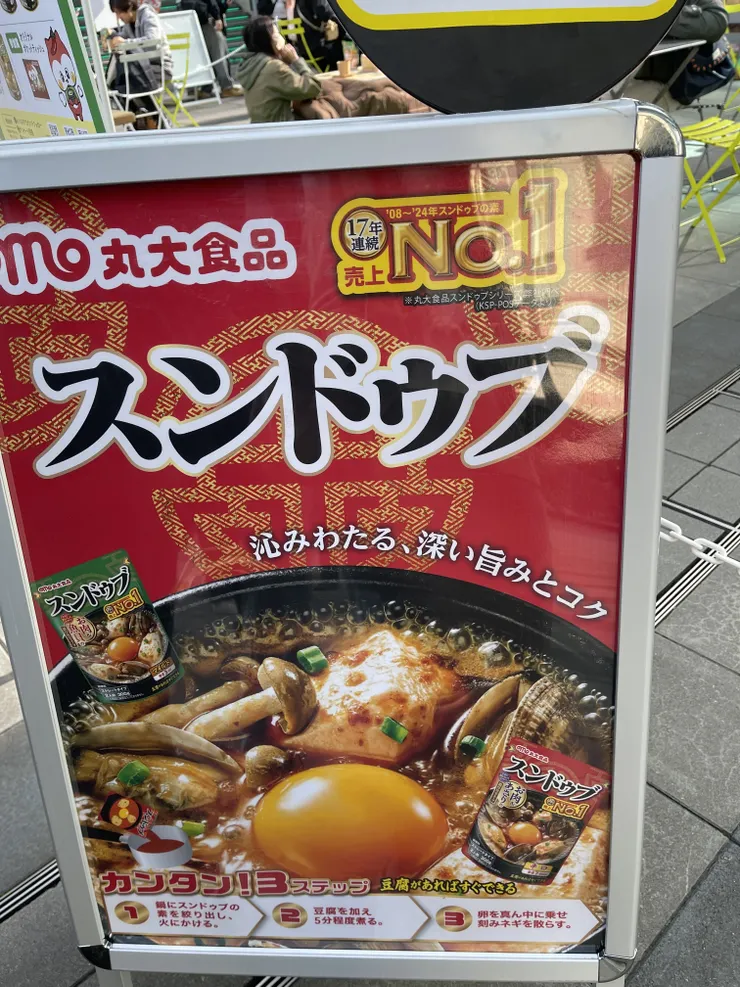 mo 丸大食品
'08~'24年スンドゥブの素
17年
連続
売上
No.1
※丸大食品スンドゥブシリーズ
(KSP-POS
スンドゥブ
沁みわたる、深い旨みとコク
スンドゥブ
No.1
スンドゥブ
No.1
カンタン!3ステップ 豆腐があればすぐできる
1 鍋にスンドゥブの
素を絞り出し、
火にかける。
2 豆腐を加え
5分程度煮る。
3 卵を真ん中に乗せ
刻みネギを散らす。